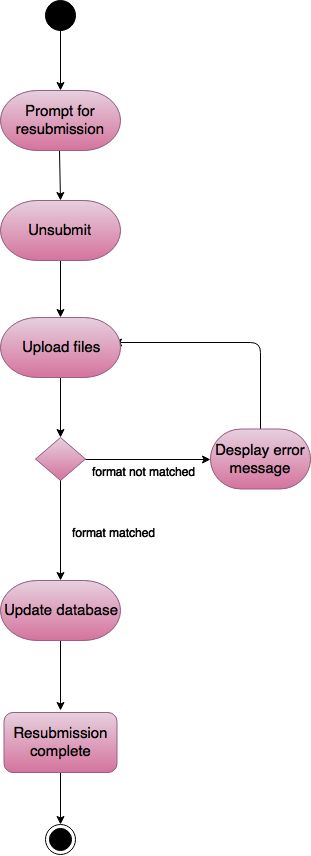 Prompt for
resubmission
Unsubmit
Upload files
Desplay error
message
format not matched
format matched
Update database
Resubmission
complete